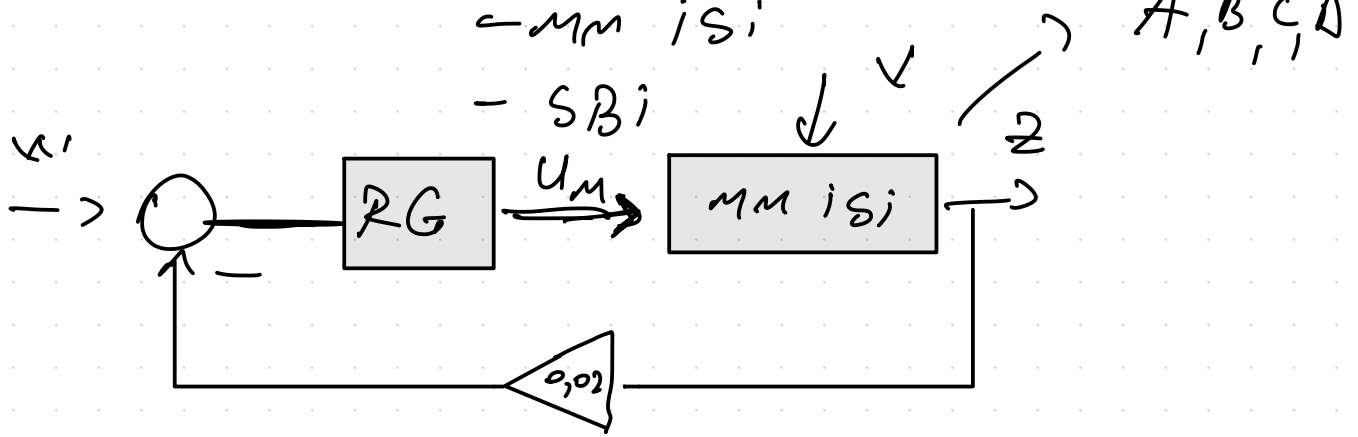 - MM iSi
A, B, C, D
- SBi
V
Z
RG
U_M
MM iSi
-
0,02